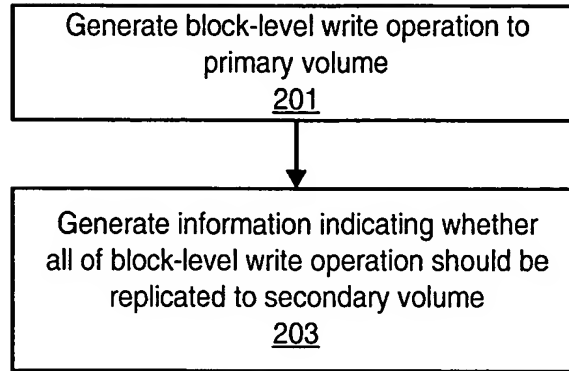 Generate block-level write operation to
primary volume
201
Generate information indicating whether
all of block-level write operation should be
replicated to secondary volume
203